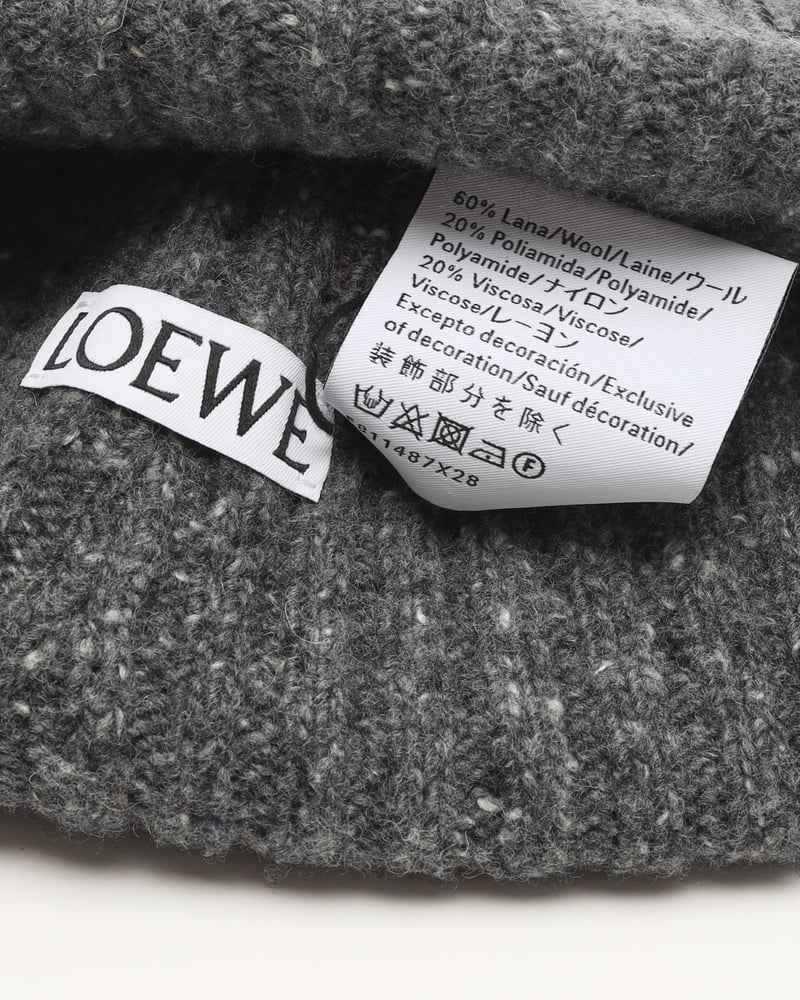 LOEWE
60% Lana/Wool/Laine/ウール
20% Poliamida/Polyamide/
Polyamide/ナイロン
20% Viscosa/Viscose/
Viscose/レーヨン
Excepto decoración/Exclusive
of decoration/Sauf décoration/
装飾部分を除く
F
811487X28